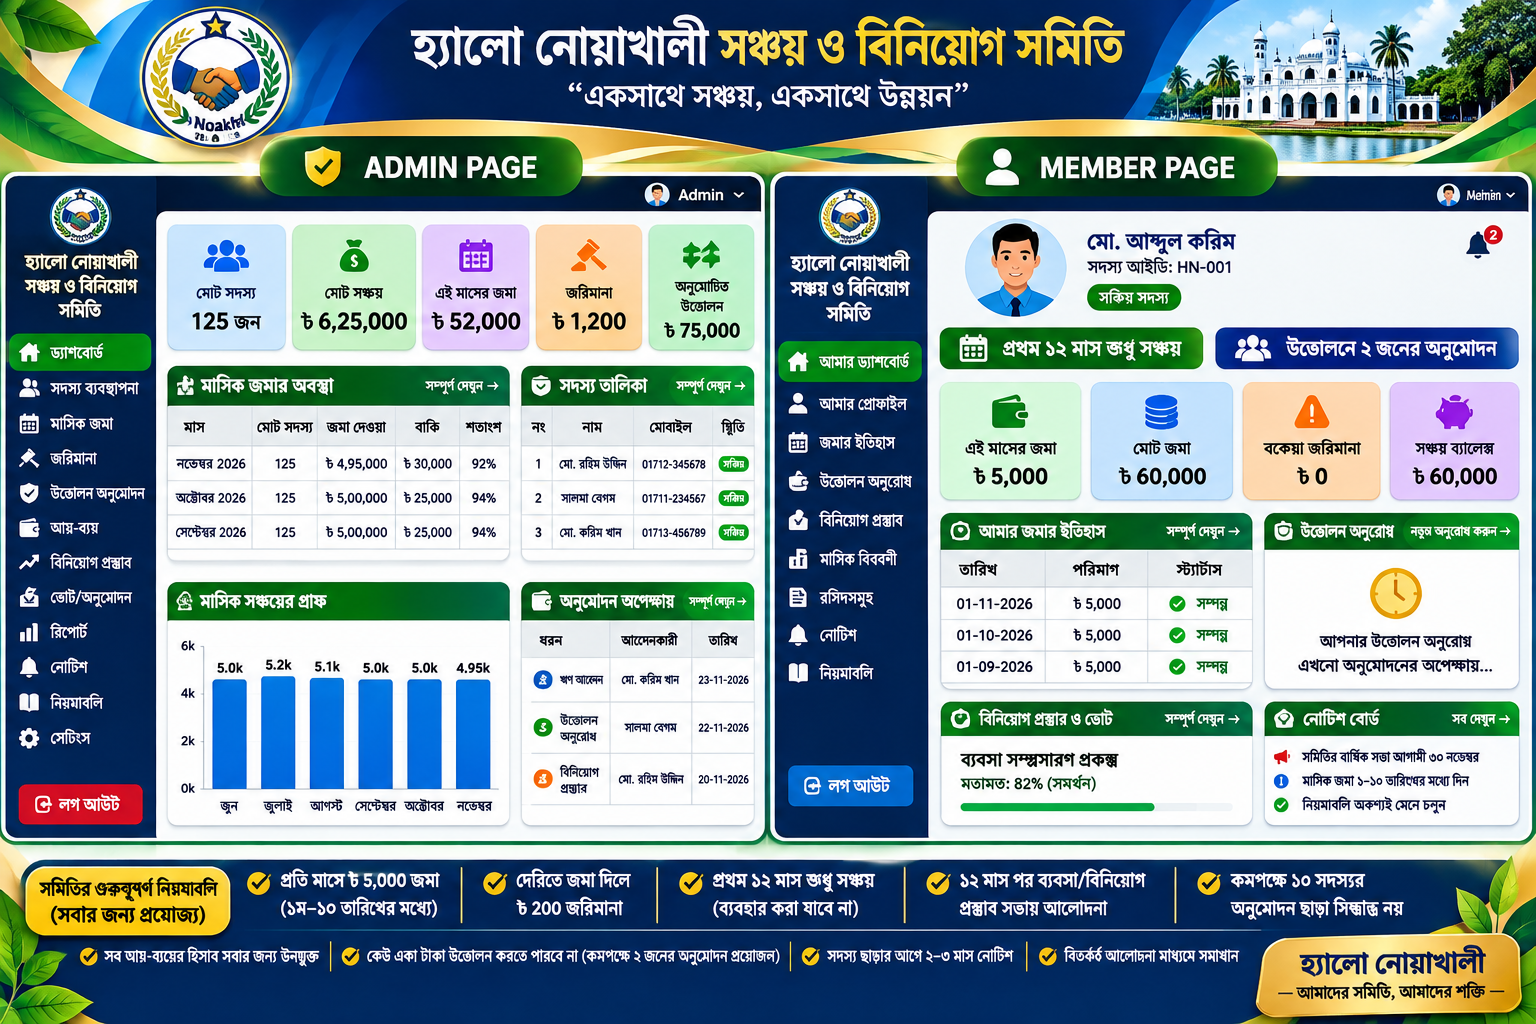 হ্যালো নোয়াখালী সঞ্চয় ও বিনিয়োগ সমিতি
“একসাথে সঞ্চয়, একসাথে উন্নয়ন”
ADMIN PAGE
Admin
হ্যালো নোয়াখালী
সঞ্চয় ও বিনিয়োগ
সমিতি
ড্যাশবোর্ড
সদস্য ব্যবস্থাপনা
মাসিক জমা
জরিমানা
উত্তোলন অনুমোদন
আয়-ব্যয়
বিনিয়োগ প্রস্তাব
ভোট/অনুমোদন
রিপোর্ট
নোটিশ
নিয়মাবলি
সেটিংস
লগ আউট
মোট সদস্য
125 জন
মোট সঞ্চয়
৳ 6,25,000
এই মাসের জমা
৳ 52,000
জরিমানা
৳ 1,200
অনুমোদিত
উত্তোলন
৳ 75,000
মাসিক জমার অবস্থা সম্পূর্ণ দেখুন →
মাস মোট সদস্য জমা দেওয়া বাকি শতাংশ
নভেম্বর 2026 125 ৳ 4,95,000 ৳ 30,000 92%
অক্টোবর 2026 125 ৳ 5,00,000 ৳ 25,000 94%
সেপ্টেম্বর 2026 125 ৳ 5,00,000 ৳ 25,000 94%
সদস্য তালিকা সম্পূর্ণ দেখুন →
নং নাম মোবাইল
1 মো. রহিম উদ্দিন 01712-345678 সক্রিয়
2 সালমা বেগম 01711-234567 সক্রিয়
3 মো. করিম খান 01713-456789 সক্রিয়
মাসিক সঞ্চয়ের গ্রাফ
6k
4k
2k
0k
5.0k 5.2k 5.1k 5.0k 5.0k 4.95k
জুন জুলাই আগস্ট সেপ্টেম্বর অক্টোবর নভেম্বর
অনুমোদন অপেক্ষায় সম্পূর্ণ দেখুন →
ধরন তারিখ
ঋণ মো. করিম খান 23-11-2026
উত্তোলন
অনুরোধ সালমা বেগম 22-11-2026
বিনিয়োগ
প্রস্তাব মো. রহিম উদ্দিন 20-11-2026
MEMBER PAGE
হ্যালো নোয়াখালী
সঞ্চয় ও বিনিয়োগ
সমিতি
আমার ড্যাশবোর্ড
আমার প্রোফাইল
জমার ইতিহাস
উত্তোলন অনুরোধ
বিনিয়োগ প্রস্তাব
মাসিক বিবরণী
রসিদসমুহ
নোটিশ
নিয়মাবলি
লগ আউট
মো. আব্দুল করিম
সদস্য আইডি: HN-001
সক্রিয় সদস্য
2
প্রথম ১২ মাস শুধু সঞ্চয়
উত্তোলনে ২ জনের অনুমোদন
এই মাসের জমা
৳ 5,000
মোট জমা
৳ 60,000
বকেয়া জরিমানা
৳ 0
সঞ্চয় ব্যালেন্স
৳ 60,000
আমার জমার ইতিহাস সম্পূর্ণ দেখুন →
তারিখ পরিমাণ স্ট্যার্টাস
01-11-2026 ৳ 5,000 সম্পন্ন
01-10-2026 ৳ 5,000 সম্পন্ন
01-09-2026 ৳ 5,000 সম্পন্ন
উত্তোলন অনুরোধ নতুন অনুরোধ করুন →
আপনার উত্তোলন অনুরোধ
এখনো অনুমোদনের অপেক্ষায়...
বিনিয়োগ প্রস্তাব ও ভোট সম্পূর্ণ দেখুন →
ব্যবসা সম্প্রসারণ প্রকল্প
মতামত: 82% (সমর্থন)
নোটিশ বোর্ড সব দেখুন →
সমিতির বার্ষিক সভা আগামী ৩০ নভেম্বর
মাসিক জমা ১-১০ তারিখের মধ্যে দিন
নিয়মাবলি অবশ্যই মেনে চলুন
সমিতির গুরুত্বপূর্ণ নিয়মাবলি
(সবার জন্য প্রযোজ্য)
প্রতি মাসে ৳ 5,000 জমা
(১ম-১০ তারিখের মধ্যে)
দেরিতে জমা দিলে
৳ 200 জরিমানা
প্রথম ১২ মাস শুধু সঞ্চয়
(ব্যবহার করা যাবে না)
১২ মাস পর ব্যবসা/বিনিয়োগ
প্রস্তাব সভায় আলোচনা
কমপক্ষে ১০ সদস্যর
অনুমোদন ছাড়া সিদ্ধান্ত নয়
সব আয়-ব্যয়ের হিসাব সবার জন্য উন্মুক্ত
কেউ একা টাকা উত্তোলন করতে পারবে না (কমপক্ষে ২ জনের অনুমোদন প্রয়োজন)
সদস্য ছাড়ার আগে ২-৩ মাস নোটিশ
আলোচনা মাধ্যমে সমাধান
হ্যালো নোয়াখালী
— আমাদের সমিতি, আমাদের শক্তি —